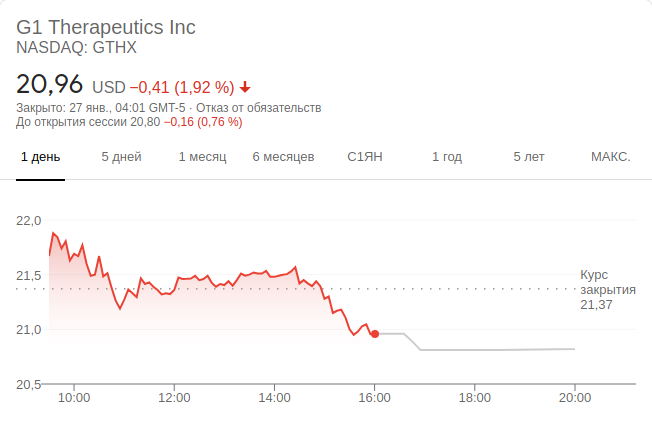 G1 Therapeutics Inc
NASDAQ: GTHX
20,96 USD −0,41 (1,92 %)
Закрыто: 27 янв., 04:01 GMT-5 · Отказ от обязательств
До открытия сессии 20,80 −0,16 (0,76 %)
1 день 5 дней 1 месяц 6 месяцев С1ЯН 1 год 5 лет МАКС.
22,0
21,5
21,0
20,5
Курс
закрытия
21,37
10:00 12:00 14:00 16:00 18:00 20:00